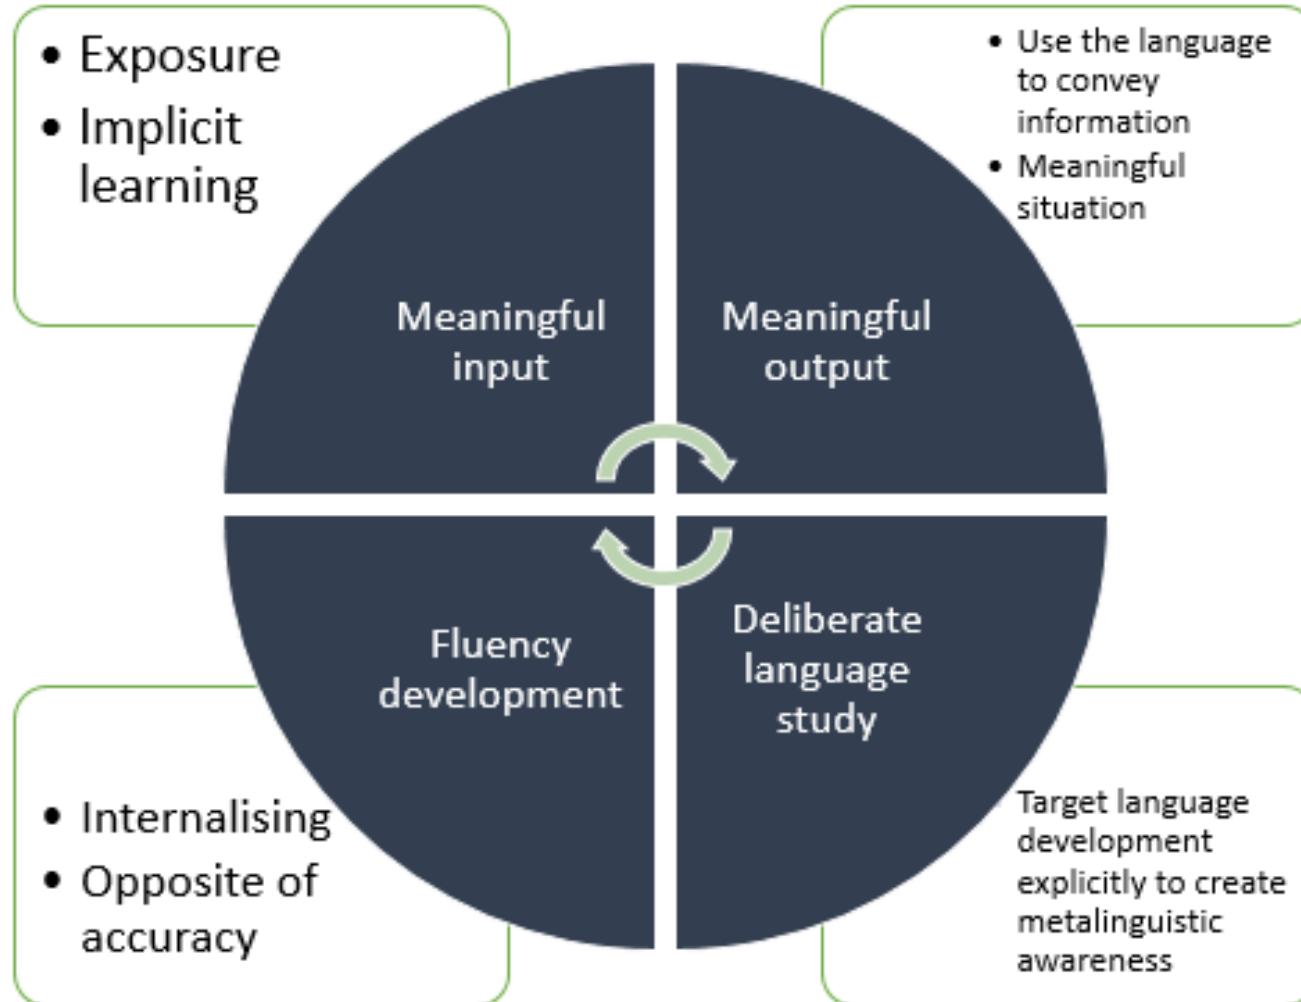 • Exposure
• Implicit
learning
• Use the language
to convey
information
• Meaningful
situation
Meaningful
input
Meaningful
output
Fluency
development
Deliberate
language
study
• Internalising
• Opposite of
accuracy
Target language
development
explicitly to create
metalinguistic
awareness